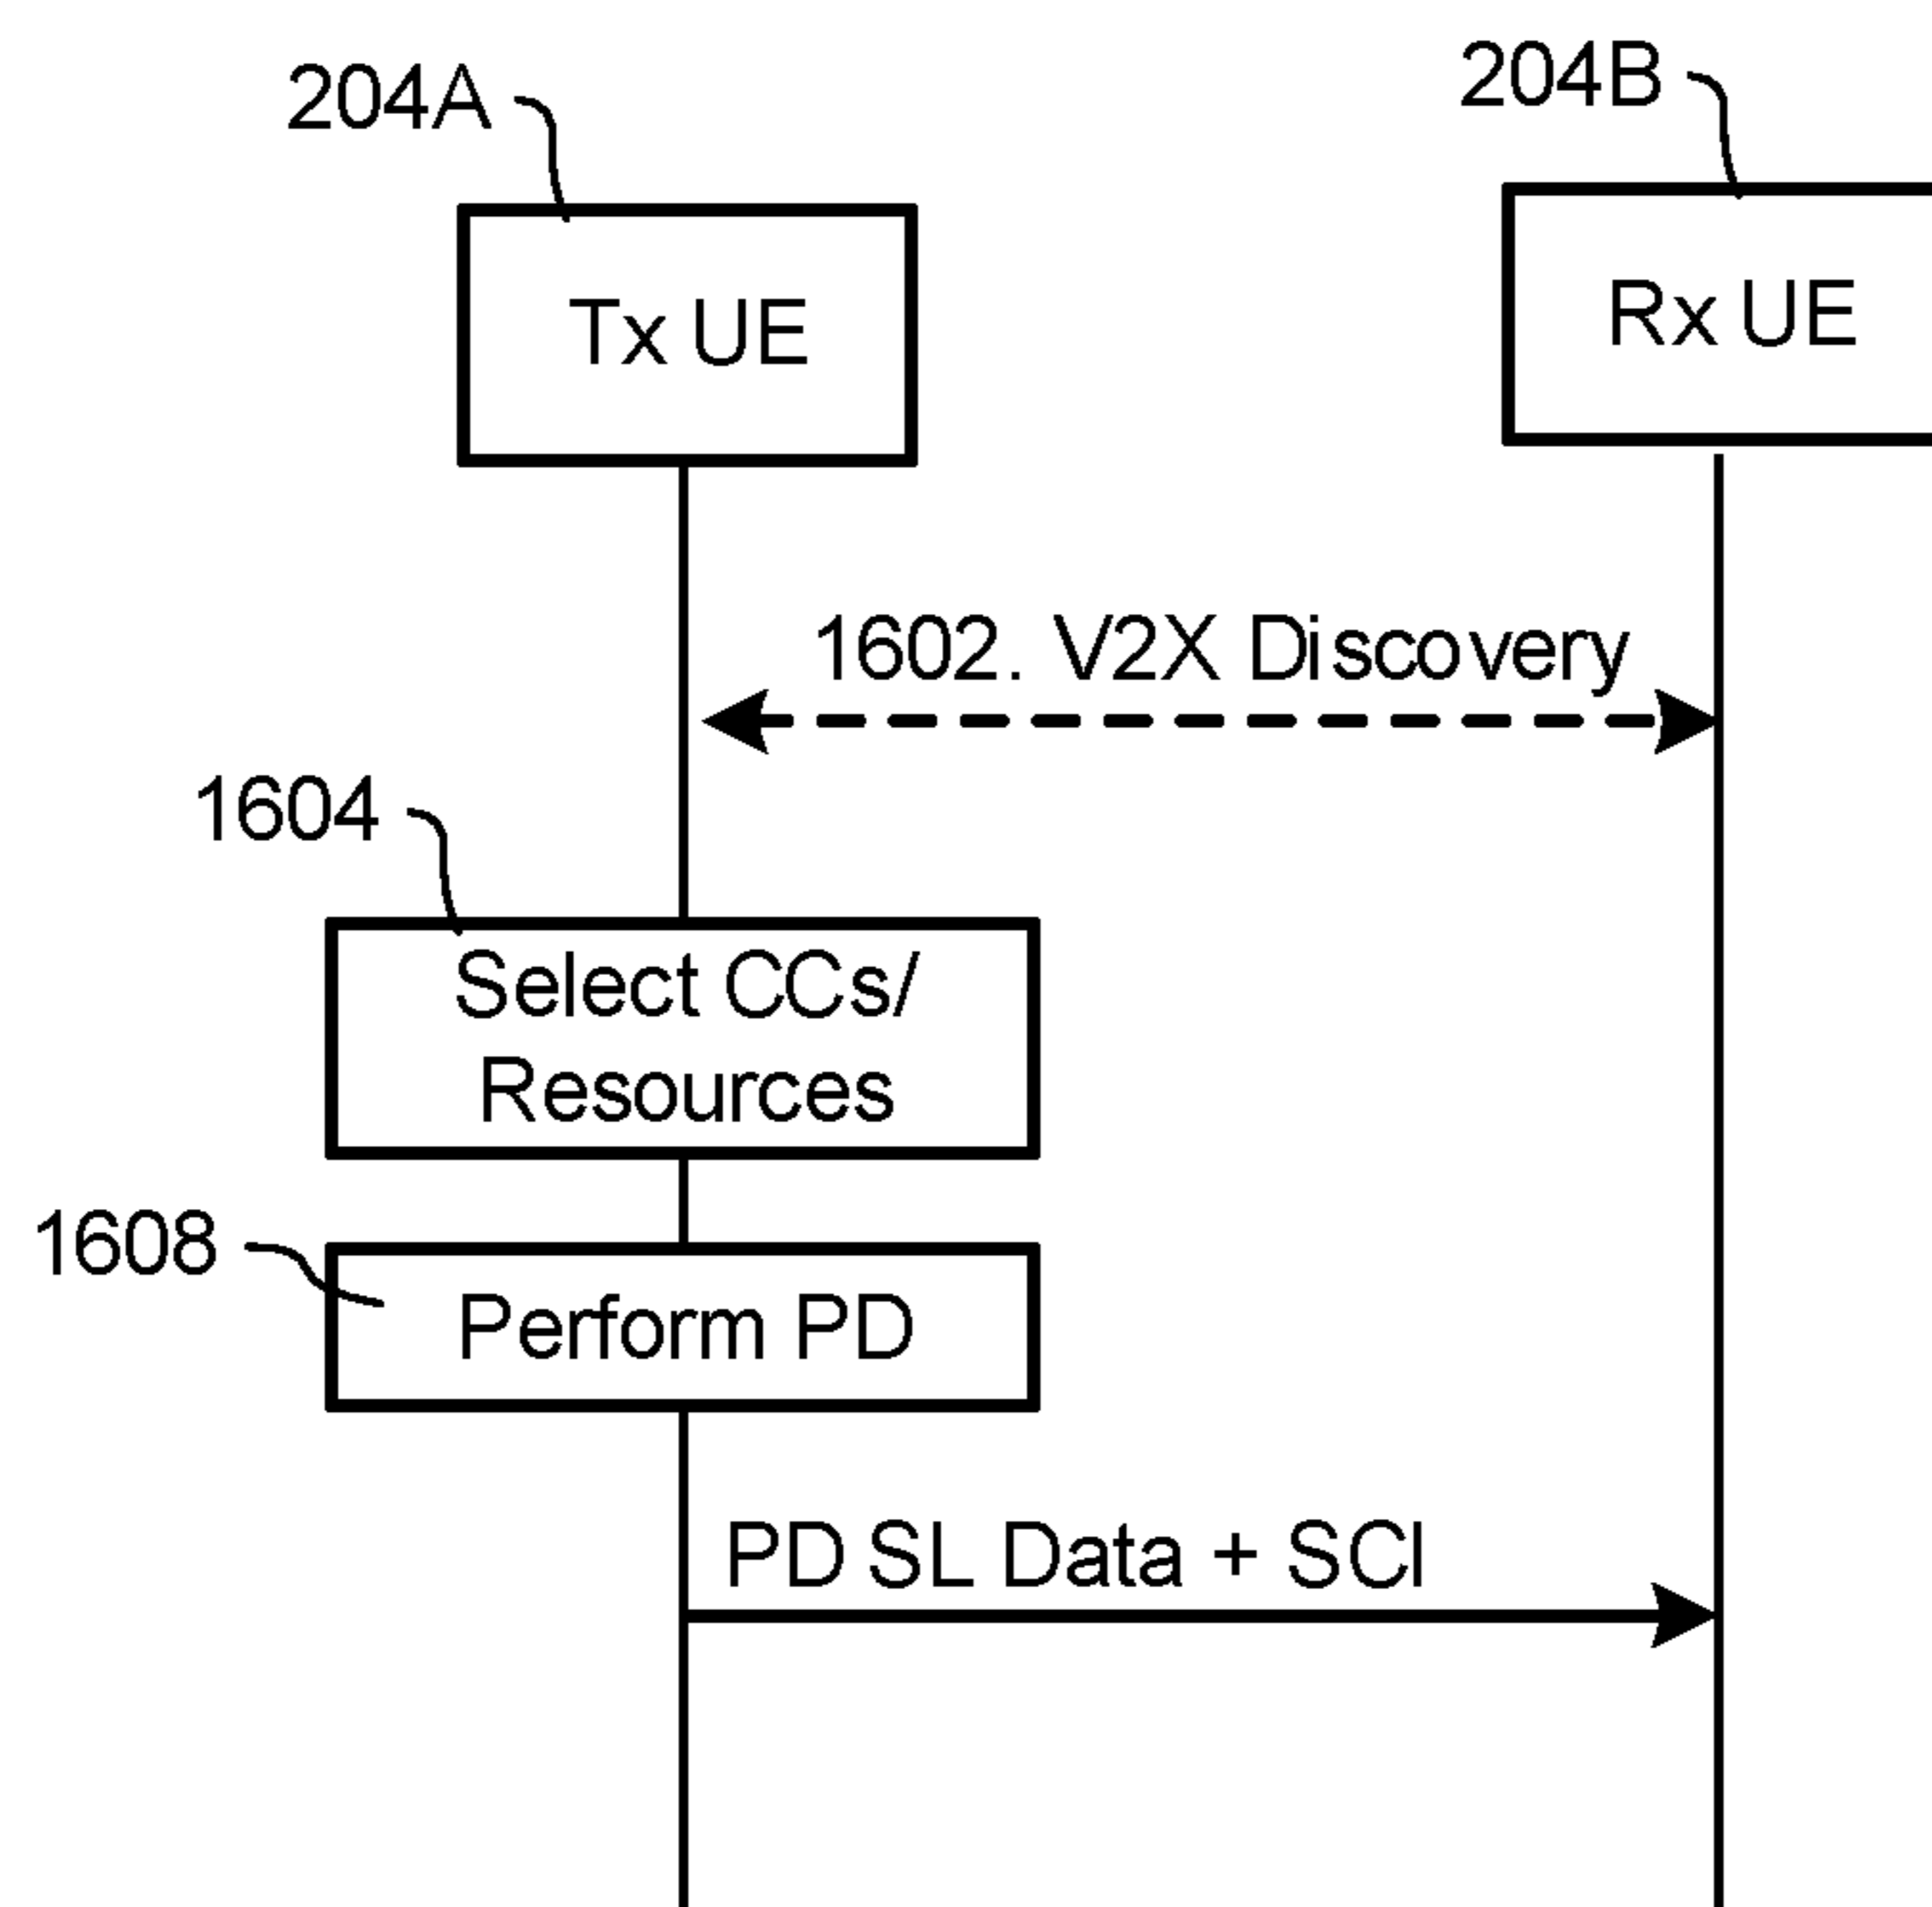 204A
204B
Tx UE
Rx UE
1602. V2X Discovery
1604
Select CCs/
Resources
1608
Perform PD
PD SL Data + SCI